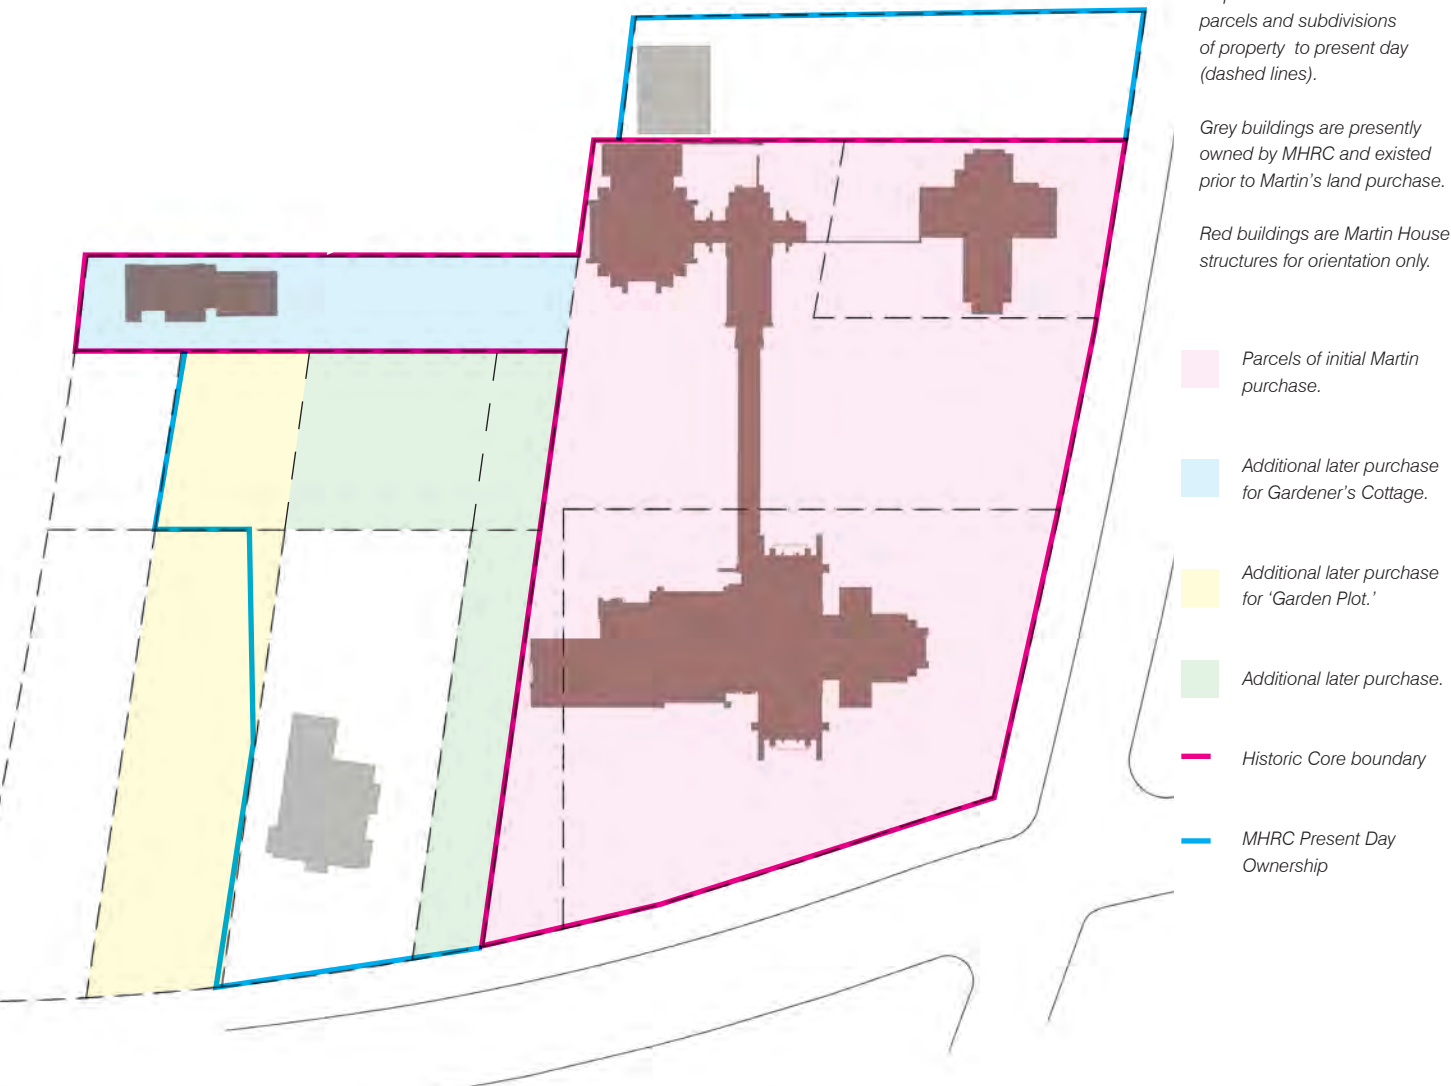 parcels and subdivisions
of property to present day
(dashed lines).
Grey buildings are presently
owned by MHRC and existed
prior to Martin's land purchase.
Red buildings are Martin House
structures for orientation only.
Parcels of initial Martin
purchase.
Additional later purchase
for Gardener's Cottage.
Additional later purchase
for ‘Garden Plot.’
Additional later purchase.
Historic Core boundary
MHRC Present Day
Ownership